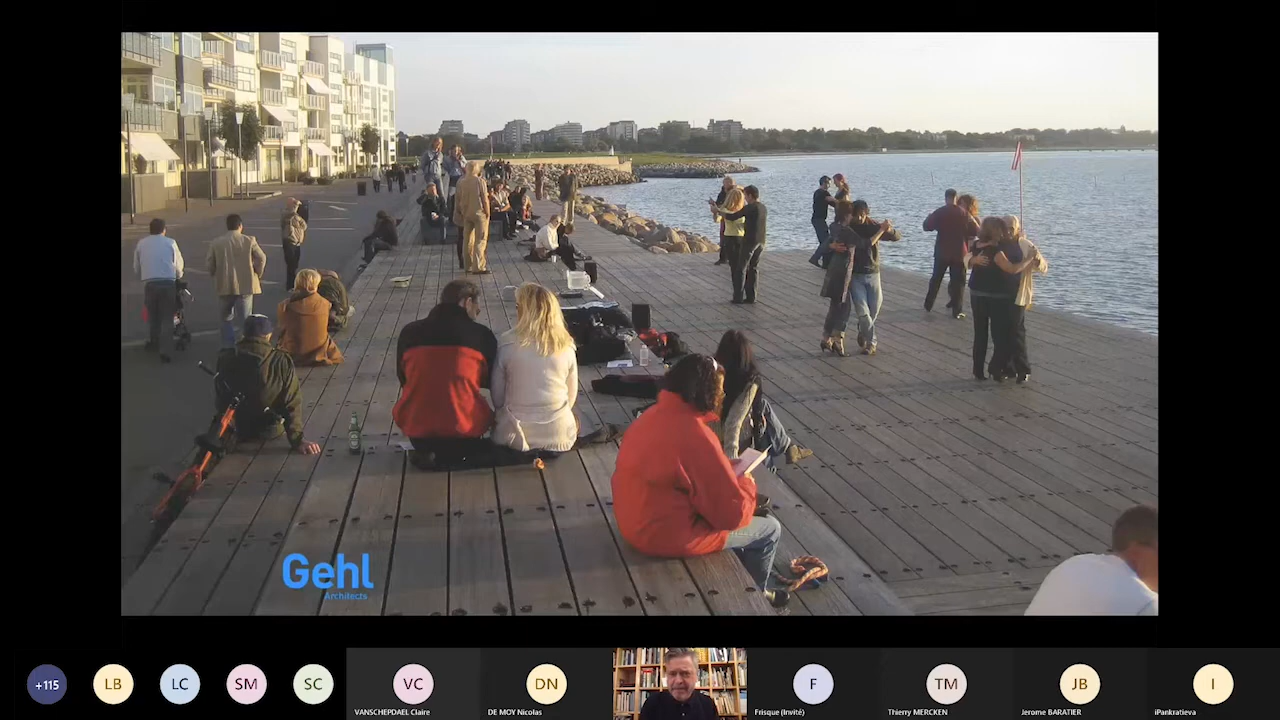 Gehl
Architects
+115
LB
LC
SM
SC
VC
VANSCHEPDAEL Claire
DN
DE MOY Nicolas
F
Frisque (Invité)
TM
Thierry MERCKEN
JB
Jerome BARATIER
I
iPankratieva